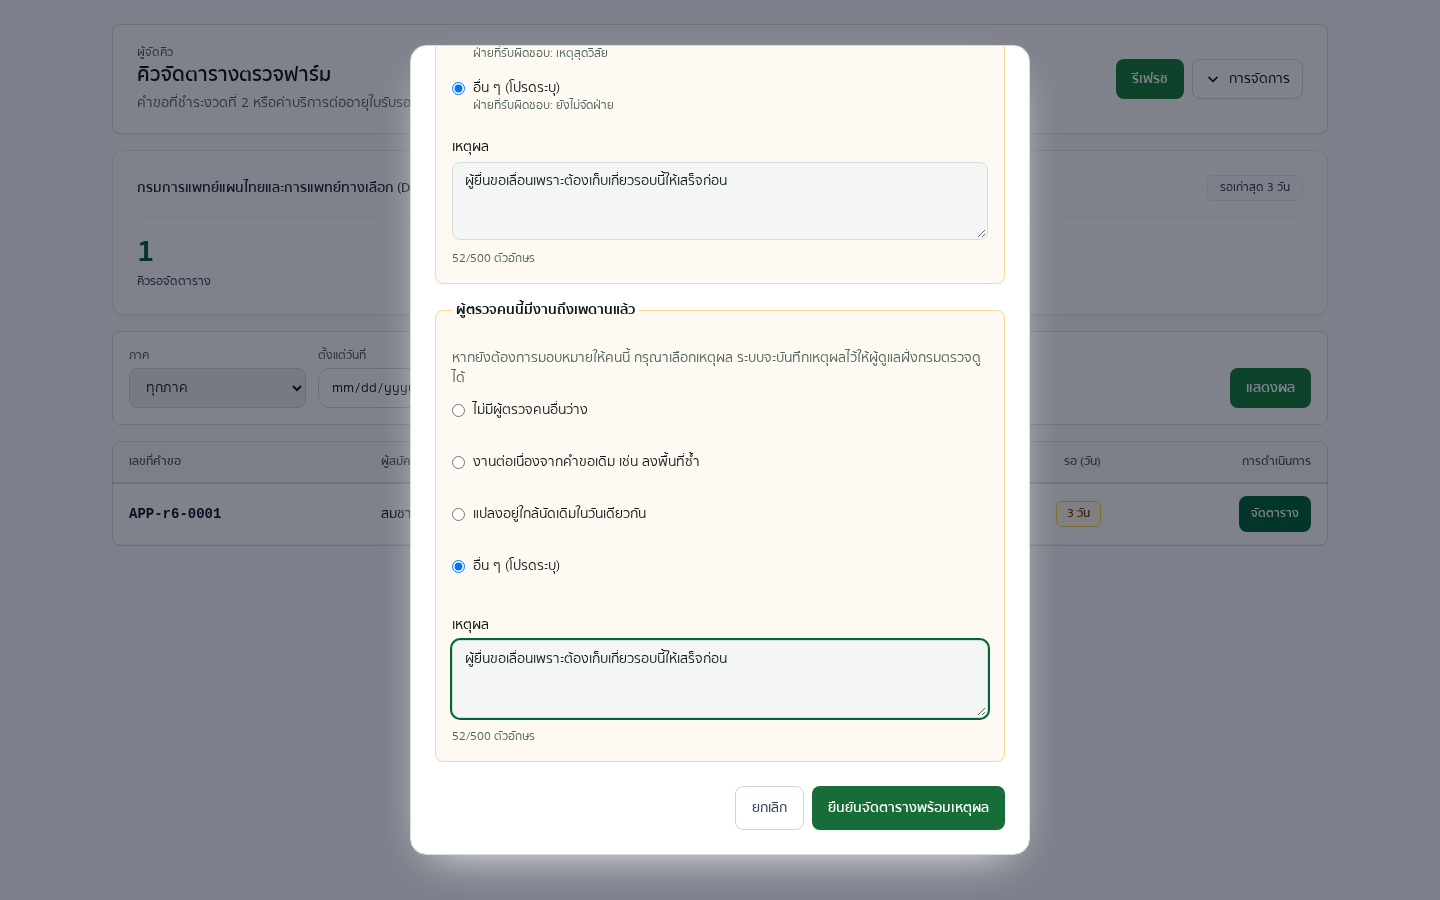 ผู้จัดคิว
คิวจัดตารางตรวจฟาร์ม
คำขอที่ชำระงวดที่ 2 หรือค่าบริการต่ออายุใบรับรอ
รีเฟรช
การจัดการ
กรมการแพทย์แผนไทยและการแพทย์ทางเลือก (D
รอเก่าสุด 3 วัน
1
คิวรอจัดตาราง
ภาค
ตั้งแต่วันที่
ทุกภาค
mm/dd/yyyy
แสดงผล
เลขที่คำขอ
ผู้สมัค
รอ (วัน)
การดำเนินการ
APP-r6-0001
สมชา
3 วัน
จัดตาราง
ฝ่ายที่รับผิดชอบ: เหตุสุดวิสัย
อื่น ๆ (โปรดระบุ)
ฝ่ายที่รับผิดชอบ: ยังไม่จัดฝ่าย
เหตุผล
ผู้ยื่นขอเลื่อนเพราะต้องเก็บเกี่ยวรอบนี้ให้เสร็จก่อน
52/500 ตัวอักษร
ผู้ตรวจคนนี้มีงานถึงเพดานแล้ว
หากยังต้องการมอบหมายให้คนนี้ กรุณาเลือกเหตุผล ระบบจะบันทึกเหตุผลไว้ให้ผู้ดูแลฝั่งกรมตรวจดู
ได้
ไม่มีผู้ตรวจคนอื่นว่าง
งานต่อเนื่องจากคำขอเดิม เช่น ลงพื้นที่ซ้ำ
แปลงอยู่ใกล้นัดเดิมในวันเดียวกัน
อื่น ๆ (โปรดระบุ)
เหตุผล
ผู้ยื่นขอเลื่อนเพราะต้องเก็บเกี่ยวรอบนี้ให้เสร็จก่อน
52/500 ตัวอักษร
ยกเลิก
ยืนยันจัดตารางพร้อมเหตุผล